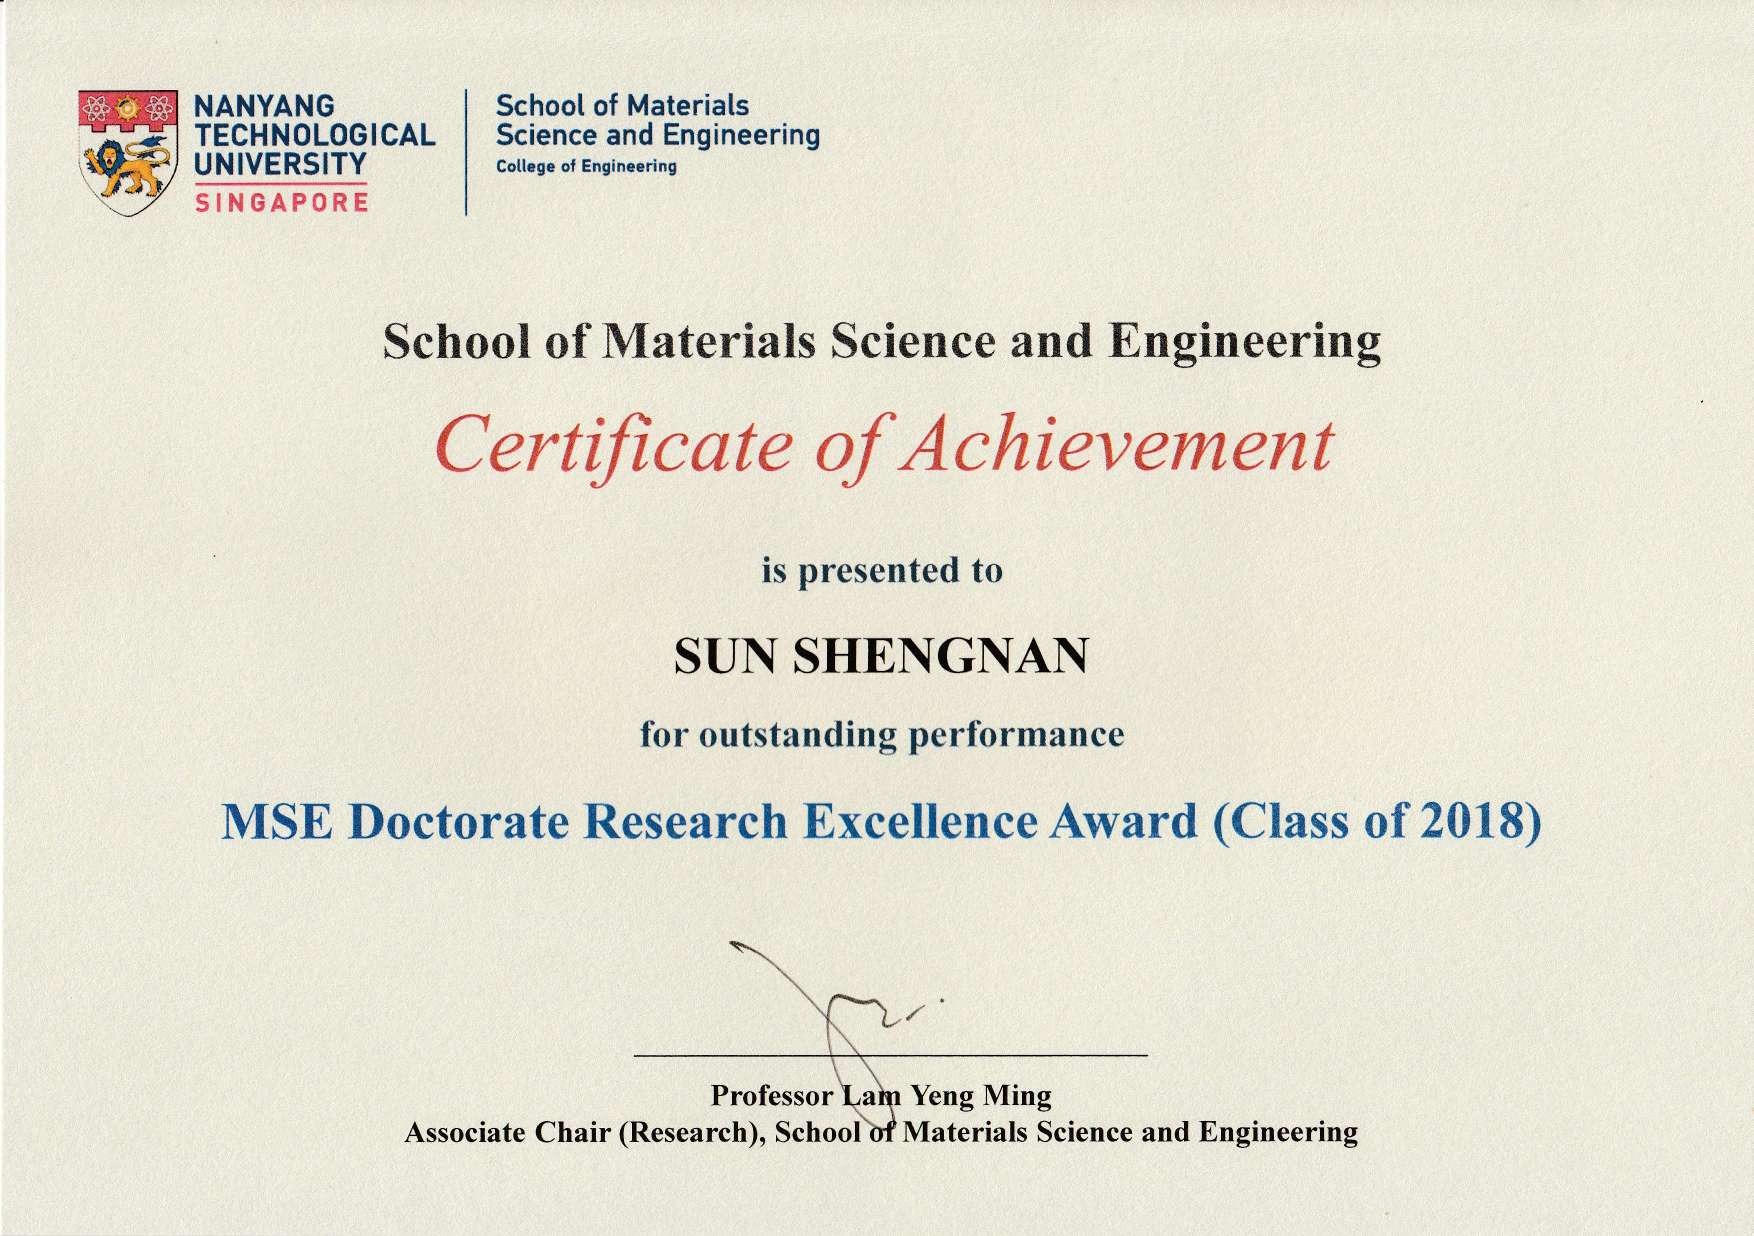 NANYANG
TECHNOLOGICAL
UNIVERSITY
SINGAPORE
School of Materials
Science and Engineering
College of Engineering
School of Materials Science and Engineering
Certificate of Achievement
is presented to
SUN SHENGNAN
for outstanding performance
MSE Doctorate Research Excellence Award (Class of 2018)
Professor Lam Yeng Ming
Associate Chair (Research), School of Materials Science and Engineering